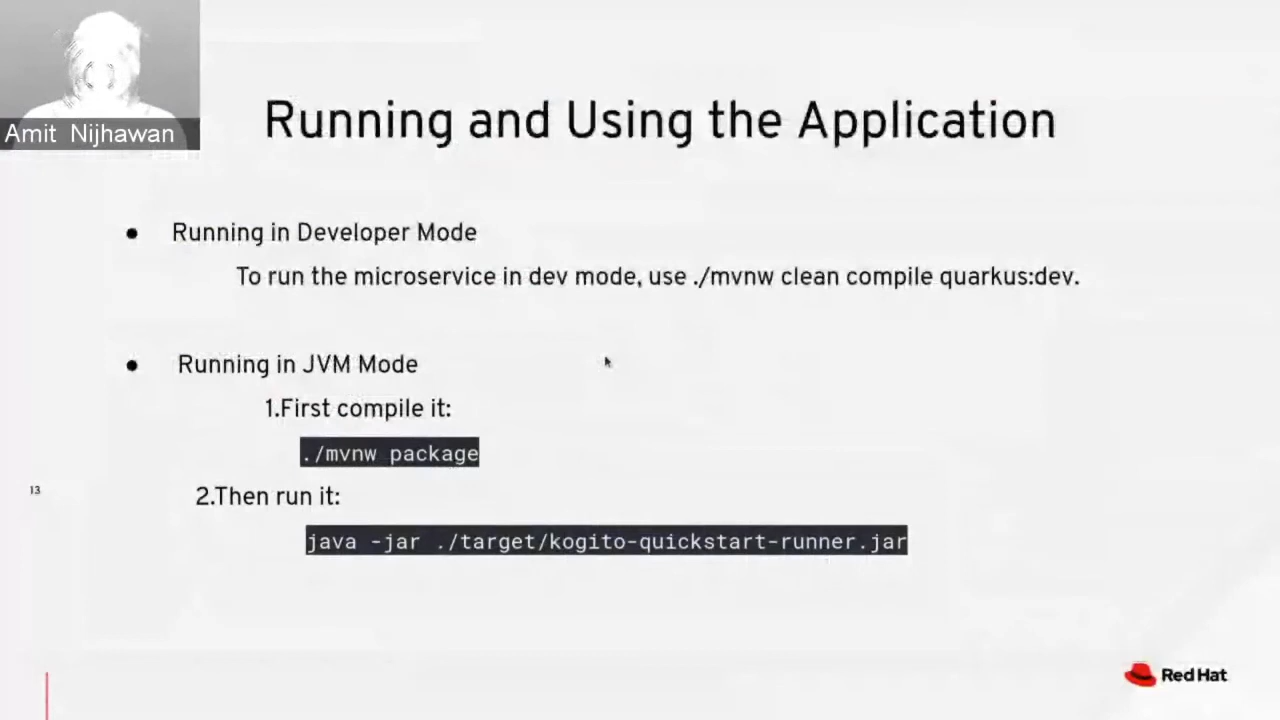 Amit Nijhawan
Running and Using the Application
● Running in Developer Mode
To run the microservice in dev mode, use ./mvnw clean compile quarkus:dev.
● Running in JVM Mode
1.First compile it:
./mvnw package
13
2.Then run it:
java -jar ./target/kogito-quickstart-runner.jar
Red Hat